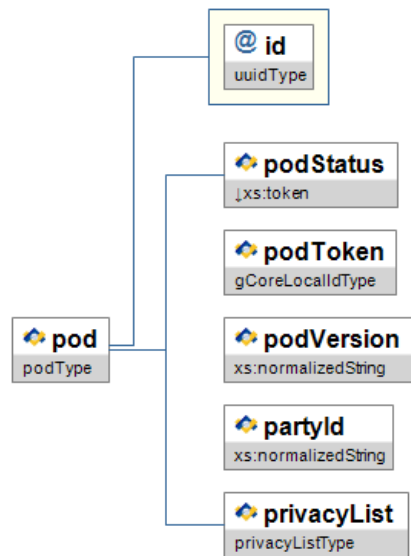 @ id
uuidType
podStatus
↓xs:token
podToken
gCoreLocalIdType
pod
podType
podVersion
xs:normalizedString
partyId
xs:normalizedString
privacyList
privacyListType